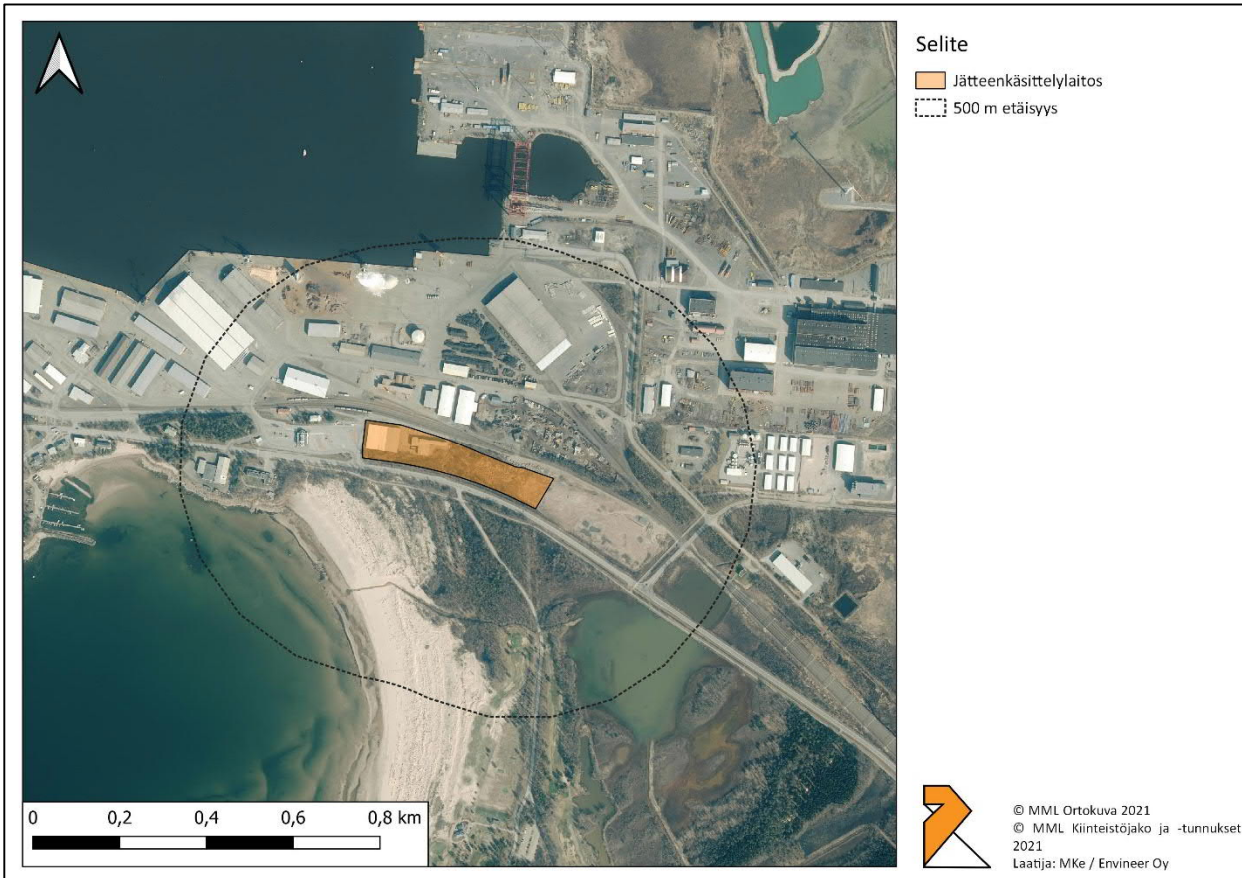 Selite
Jätteenkäsittelylaitos
500 m etäisyys
0 0,2 0,4 0,6 0,8 km
© MML Ortokuva 2021
© MML Kiinteistöjako ja -tunnukset
2021
Laatija: MKe / Envineer Oy